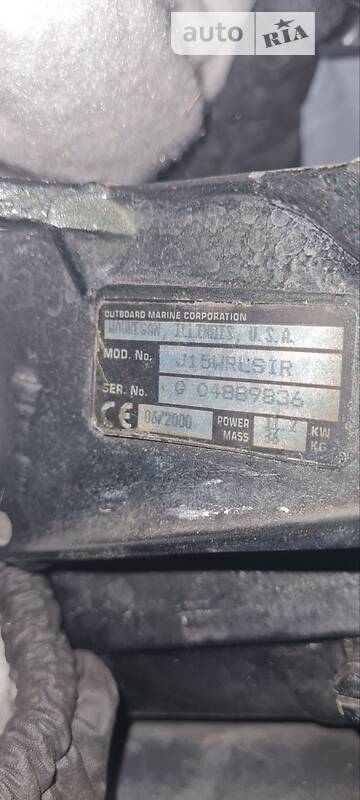 auto RIA
OUTBOARD MARINE CORPORATION
WAUKEGAN, ILLINOIS, U.S.A.
MOD. No. J15WRLSIR
SER. No. G 04889836
CE 06/2000 POWER KW
MASS 36 KG